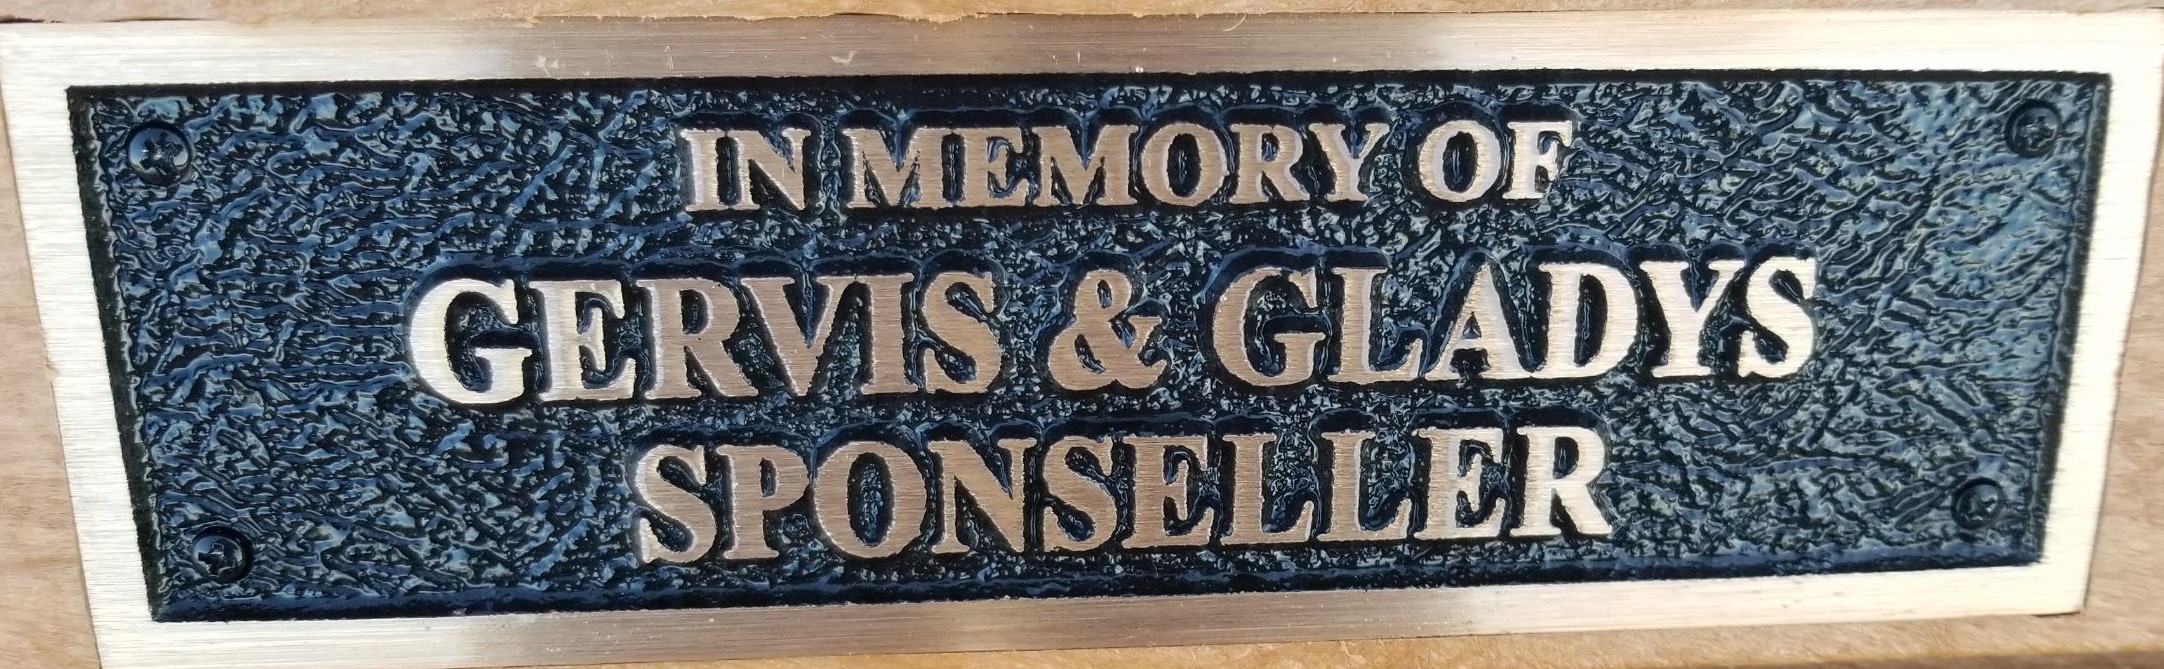 IN MEMORY OF
GERVIS & GLADYS
SPONSELLER